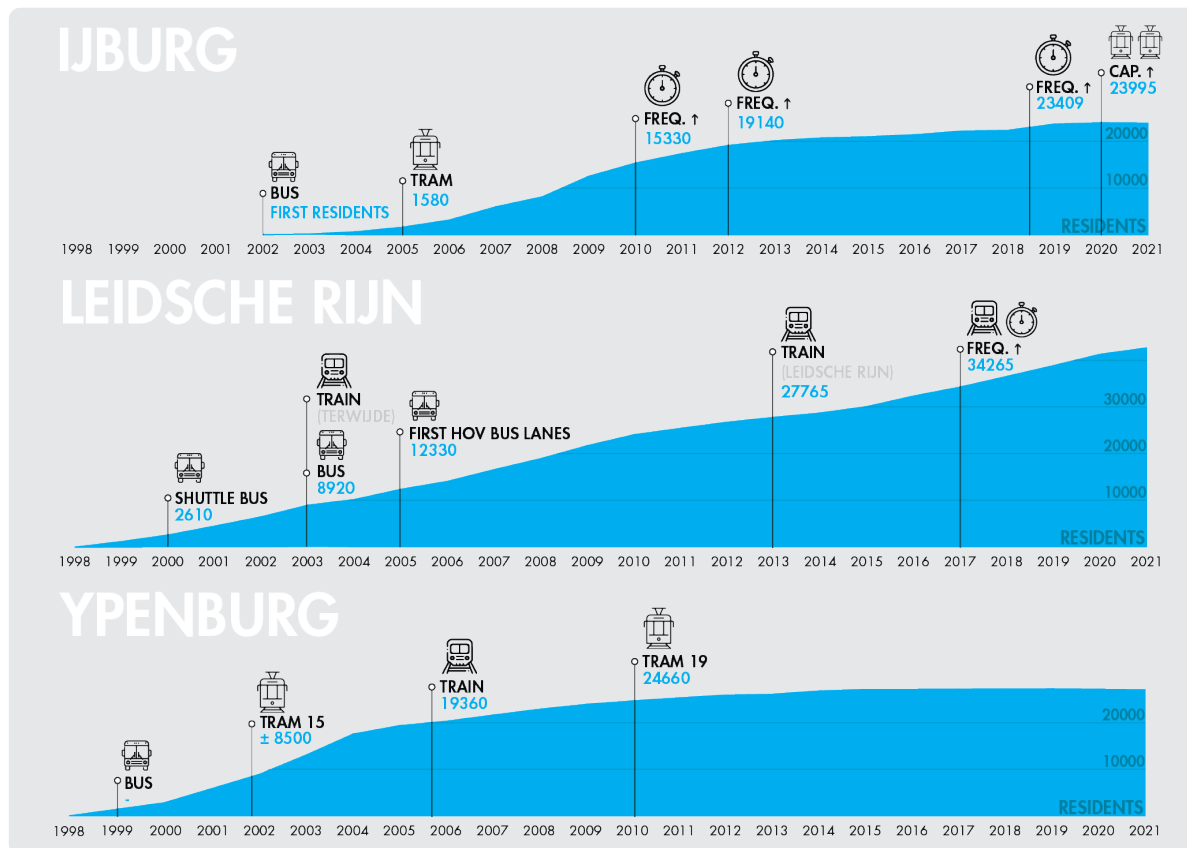 IJBURG
CAP. ↑
23995
FREQ. ↑
23409
FREQ. ↑
19140
FREQ. ↑
15330
20000
TRAM
1580
10000
BUS
FIRST RESIDENTS
RESIDENTS
1998 1999 2000 2001 2002 2003 2004 2005 2006 2007 2008 2009 2010 2011 2012 2013 2014 2015 2016 2017 2018 2019 2020 2021
LEIDSCHE RIJN
TRAIN
(LEIDSCHE RIJN)
27765
FREQ. ↑
34265
TRAIN
(TERWIJDE)
30000
FIRST HOV BUS LANES
12330
20000
BUS
8920
SHUTTLE BUS
2610
10000
RESIDENTS
1998 1999 2000 2001 2002 2003 2004 2005 2006 2007 2008 2009 2010 2011 2012 2013 2014 2015 2016 2017 2018 2019 2020 2021
YPENBURG
TRAM 19
24660
TRAIN
19360
TRAM 15
± 8500
20000
10000
BUS
-
RESIDENTS
1998 1999 2000 2001 2002 2003 2004 2005 2006 2007 2008 2009 2010 2011 2012 2013 2014 2015 2016 2017 2018 2019 2020 2021